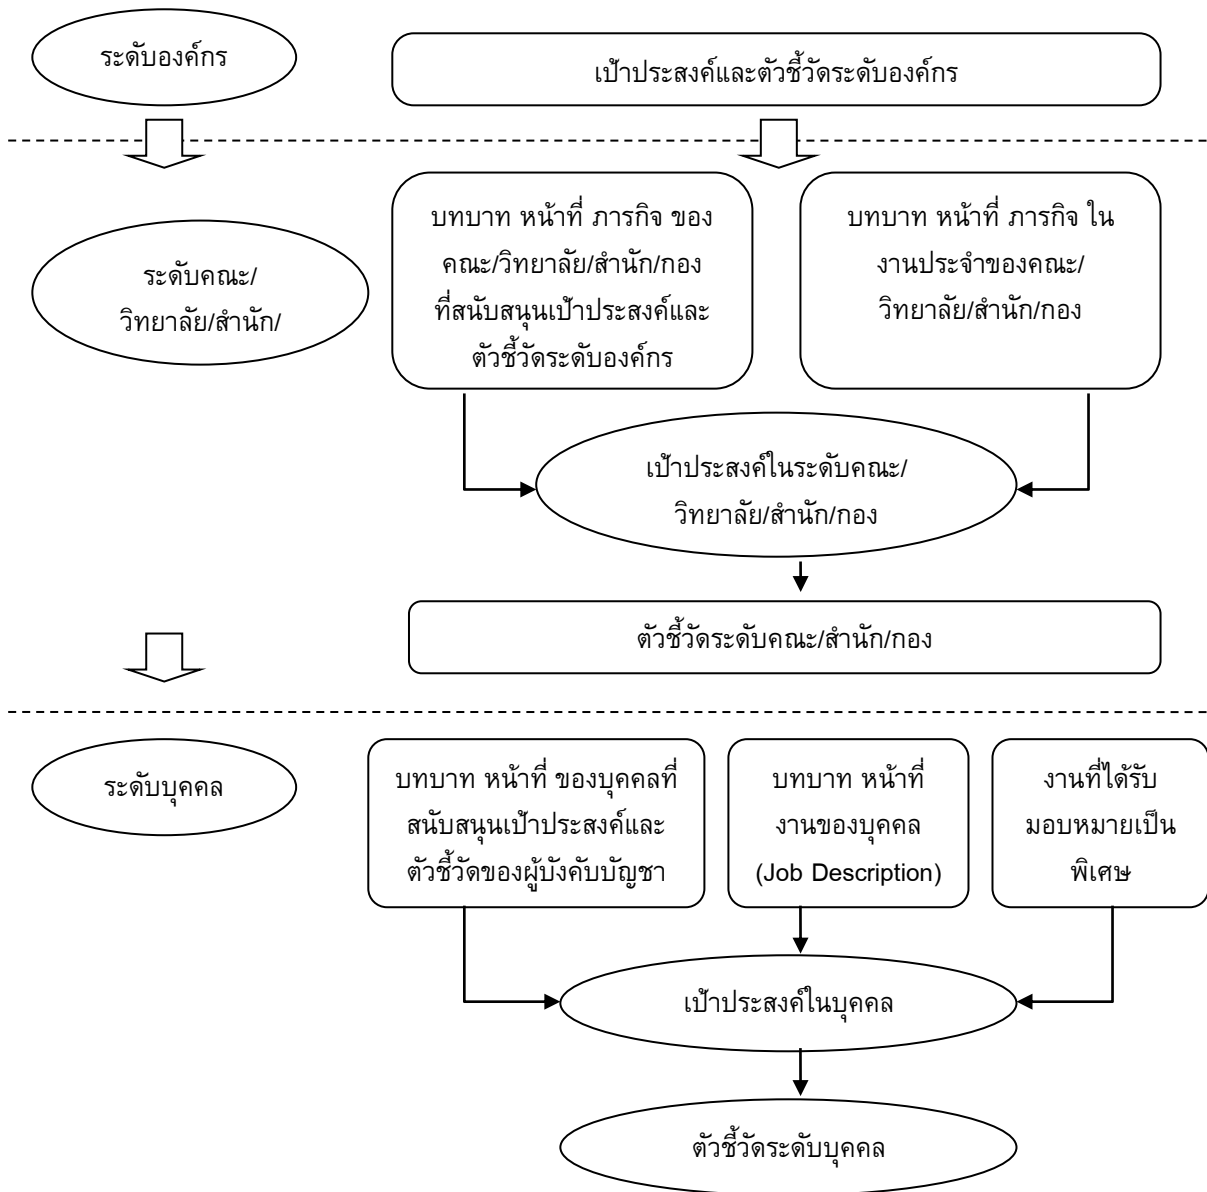 ระดับองค์กร
เป้าประสงค์และตัวชี้วัดระดับองค์กร
ระดับคณะ/
วิทยาลัย/สำนัก/
บทบาท หน้าที่ ภารกิจ ของ
คณะ/วิทยาลัย/สำนัก/กอง
ที่สนับสนุนเป้าประสงค์และ
ตัวชี้วัดระดับองค์กร
บทบาท หน้าที่ ภารกิจ ใน
งานประจำของคณะ/
วิทยาลัย/สำนัก/กอง
เป้าประสงค์ในระดับคณะ/
วิทยาลัย/สำนัก/กอง
ตัวชี้วัดระดับคณะ/สำนัก/กอง
ระดับบุคคล
บทบาท หน้าที่ ของบุคคลที่
สนับสนุนเป้าประสงค์และ
ตัวชี้วัดของผู้บังคับบัญชา
บทบาท หน้าที่
งานของบุคคล
(Job Description)
งานที่ได้รับ
มอบหมายเป็น
พิเศษ
เป้าประสงค์ในบุคคล
ตัวชี้วัดระดับบุคคล